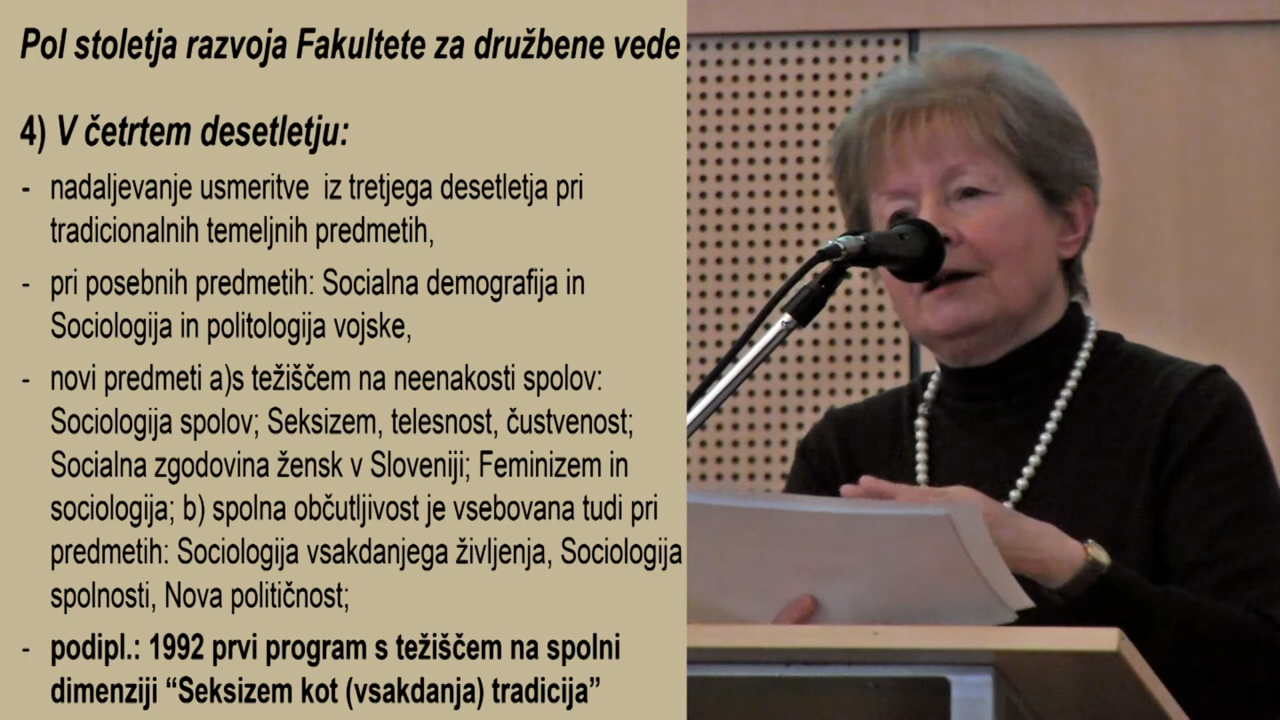 Pol stoletja razvoja Fakultete za družbene vede
4) V četrtem desetletju:
- nadaljevanje usmeritve iz tretjega desetletja pri
tradicionalnih temeljnih predmetih,
- pri posebnih predmetih: Socialna demografija in
Sociologija in politologija vojske,
- novi predmeti a)s težiščem na neenakosti spolov:
Sociologija spolov; Seksizem, telesnost, čustvenost;
Socialna zgodovina žensk v Sloveniji; Feminizem in
sociologija; b) spolna občutljivost je vsebovana tudi pri
predmetih: Sociologija vsakdanjega življenja, Sociologija
spolnosti, Nova političnost;
- podipl.: 1992 prvi program s težiščem na spolni
dimenziji “Seksizem kot (vsakdanja) tradicija”